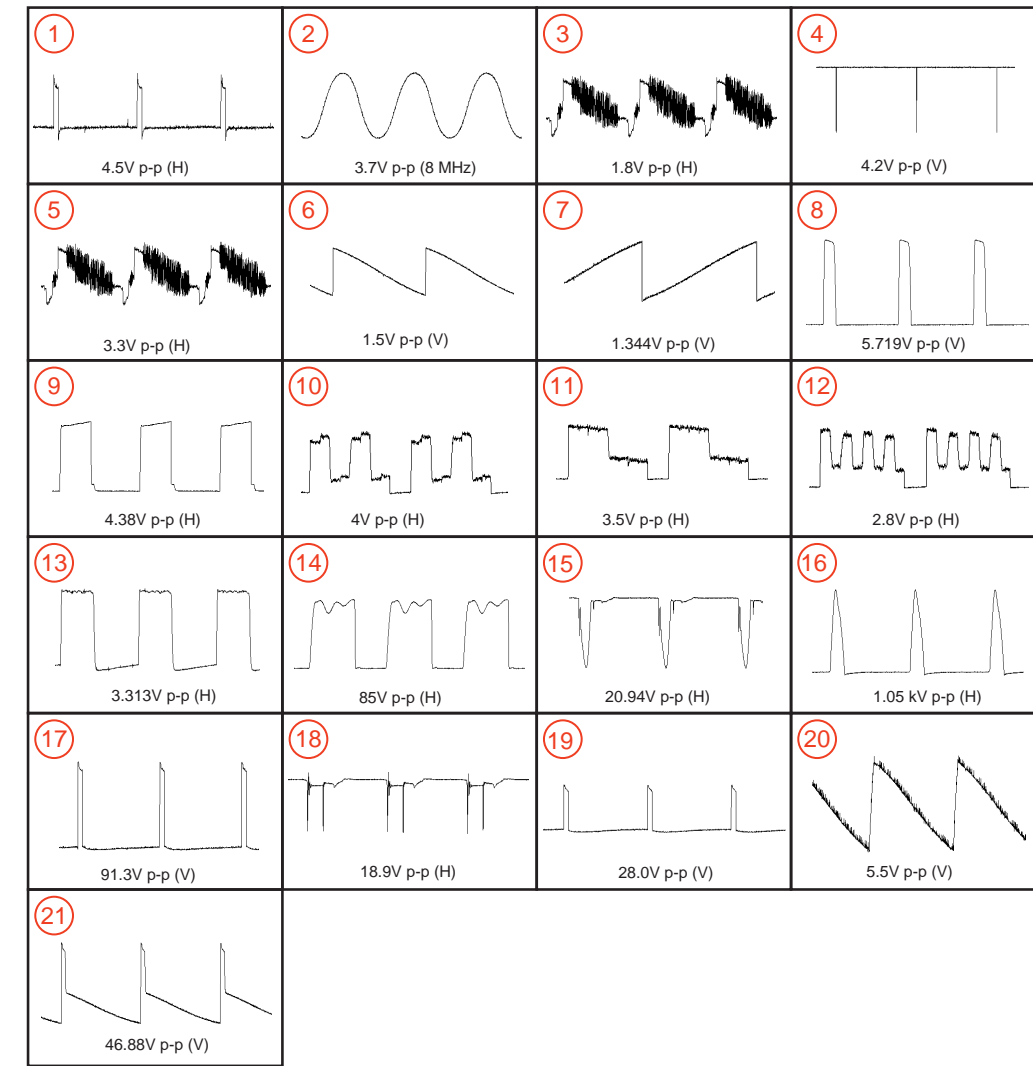 1
4.5V p-p (H)
2
3.7V p-p (8 MHz)
3
1.8V p-p (H)
4
4.2V p-p (V)
5
3.3V p-p (H)
6
1.5V p-p (V)
7
1.344V p-p (V)
8
5.719V p-p (V)
9
4.38V p-p (H)
10
4V p-p (H)
11
3.5V p-p (H)
12
2.8V p-p (H)
13
3.313V p-p (H)
14
85V p-p (H)
15
20.94V p-p (H)
16
1.05 kV p-p (H)
17
91.3V p-p (V)
18
18.9V p-p (H)
19
28.0V p-p (V)
20
5.5V p-p (V)
21
46.88V p-p (V)